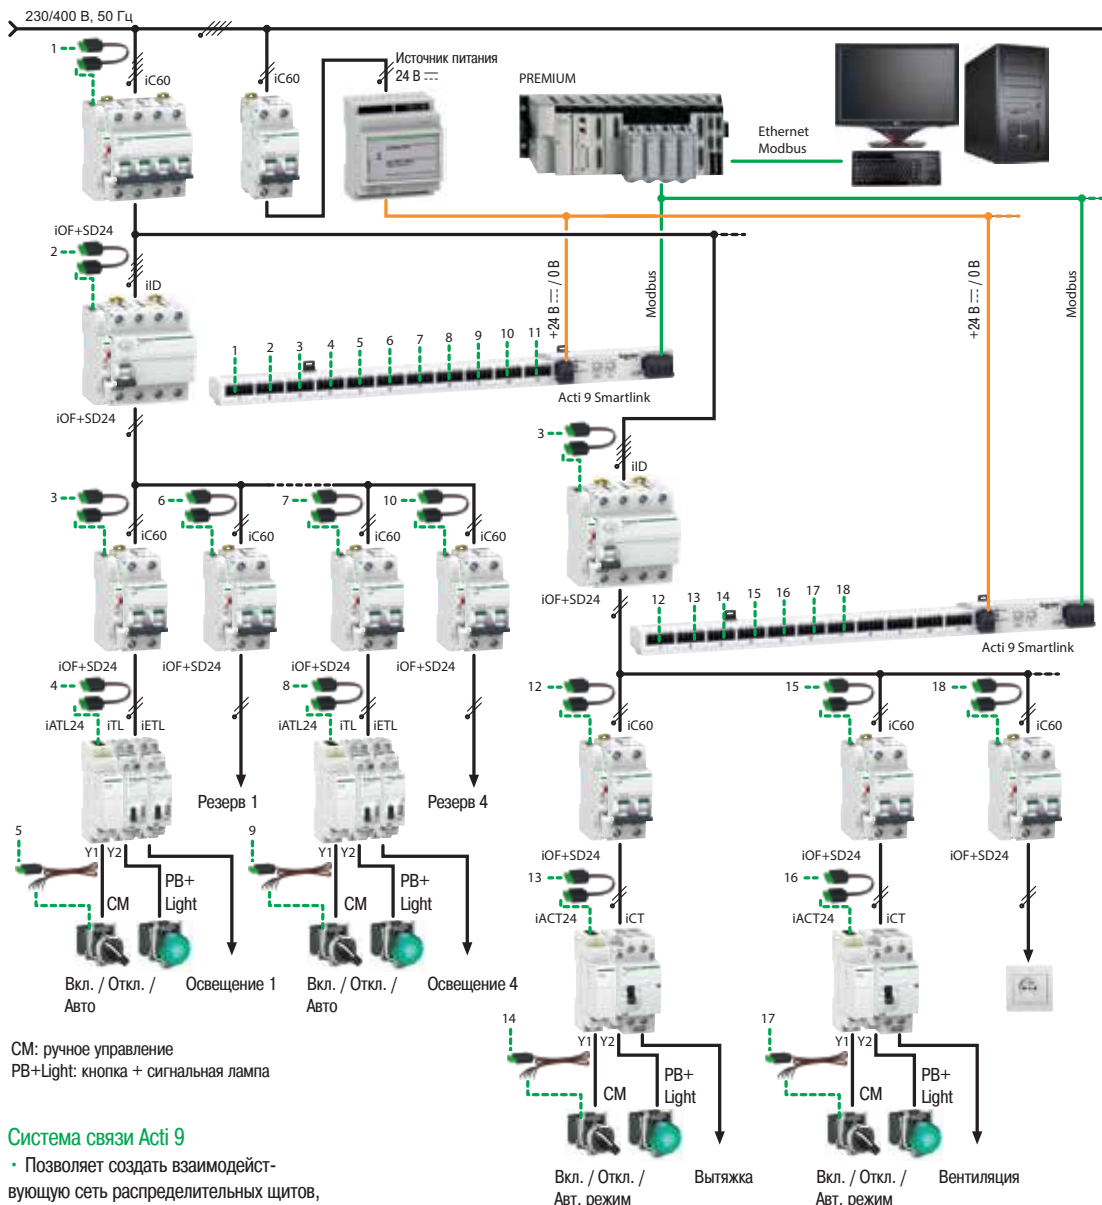 230/400 В, 50 Гц
1
iC60
iC60
Источник питания
24 В
PREMIUM
Ethernet
Modbus
iOF+SD24
2
iID
+24 В / 0 В
Modbus
+24 В / 0 В
Modbus
1 2 3 4 5 6 7 8 9 10 11
Acti 9 Smartlink
iOF+SD24
3
iID
3 6 7 10
iC60 iC60 iC60 iC60
iOF+SD24
12 13 14 15 16 17 18
Acti 9 Smartlink
iOF+SD24 iOF+SD24 iOF+SD24 iOF+SD24
4 8
iATL24 iTL iETL iATL24 iTL iETL
12 15 18
iC60 iC60 iC60
Резерв 1 Резерв 4
5 Y1 Y2 9 Y1 Y2
CM PB+
Light CM PB+
Light
iOF+SD24 iOF+SD24 iOF+SD24
13 16
iACT24 iCT iACT24 iCT
Вкл. / Откл. /
Авто
Освещение 1
Вкл. / Откл. /
Авто
Освещение 4
14 Y1 Y2 17 Y1 Y2
CM: ручное управление
PB+Light: кнопка + сигнальная лампа
CM PB+
Light CM PB+
Light
Система связи Acti 9
• Позволяет создать взаимодейст-
вующую сеть распределительных щитов,
Вкл. / Откл. /
Авт. режим
Вытяжка
Вкл. / Откл. /
Авт. режим
Вентиляция